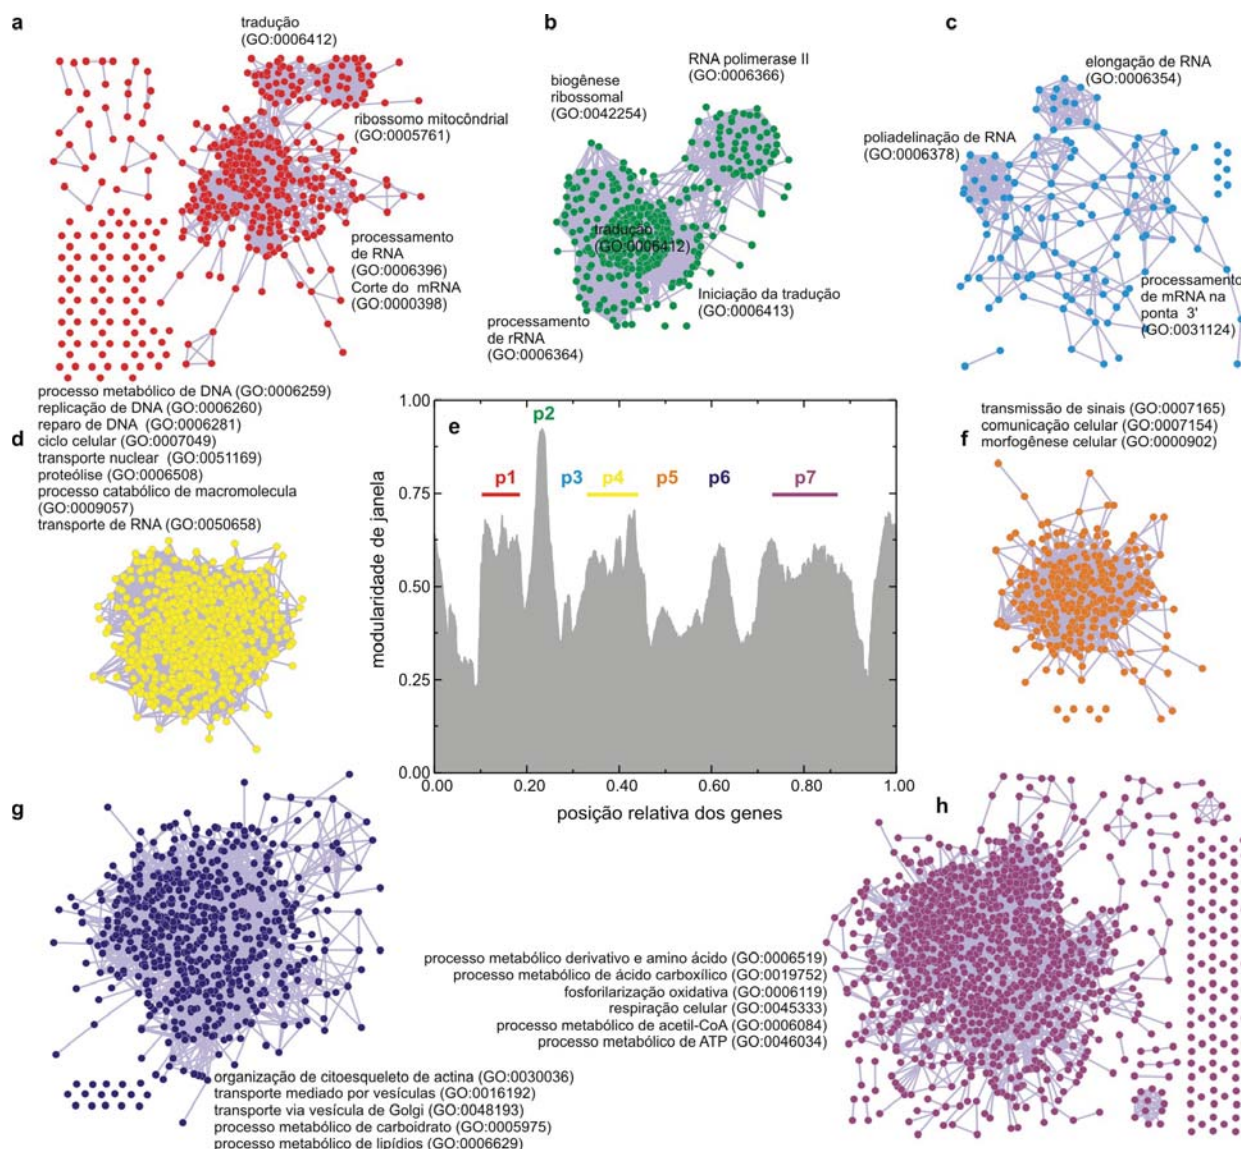 a
tradução
(GO:0006412)
ribossomo mitocôndrial
(GO:0005761)
processamento
de RNA
(GO:0006396)
Corte do mRNA
(GO:0000398)
b
RNA polimerase II
(GO:0006366)
biogênese
ribossomal
(GO:0042254)
tradução
(GO:0006412)
Iniciação da tradução
(GO:0006413)
processamento
de rRNA
(GO:0006364)
c
elongação de RNA
(GO:0006354)
poliadelinação de RNA
(GO:0006378)
processamento
de mRNA na
ponta 3'
(GO:0031124)
processo metabólico de DNA (GO:0006259)
replicação de DNA (GO:0006260)
reparo de DNA (GO:0006281)
d
ciclo celular (GO:0007049)
transporte nuclear (GO:0051169)
proteólise (GO:0006508)
processo catabólico de macromolecula
(GO:0009057)
transporte de RNA (GO:0050658)
e
p1
p2
p3
p4
p5
p6
p7
1.00
0.75
0.50
0.25
0.00
modularidade de janela
0.00
0.20
0.40
0.60
0.80
1.00
posição relativa dos genes
transmissão de sinais (GO:0007165)
comunicação celular (GO:0007154)
f
morfogênese celular (GO:0000902)
g
organização de citoesqueleto de actina (GO:0030036)
transporte mediado por vesículas (GO:0016192)
transporte via vesícula de Golgi (GO:0048193)
processo metabólico de carboidrato (GO:0005975)
processo metabólico de lipídios (GO:0006629)
h
processo metabólico derivativo e amino ácído (GO:0006519)
processo metabólico de ácído carboxílico (GO:0019752)
fosforilarização oxidativa (GO:0006119)
respiração celular (GO:0045333)
processo metabólico de acetil-CoA (GO:0006084)
processo metabólico de ATP (GO:0046034)